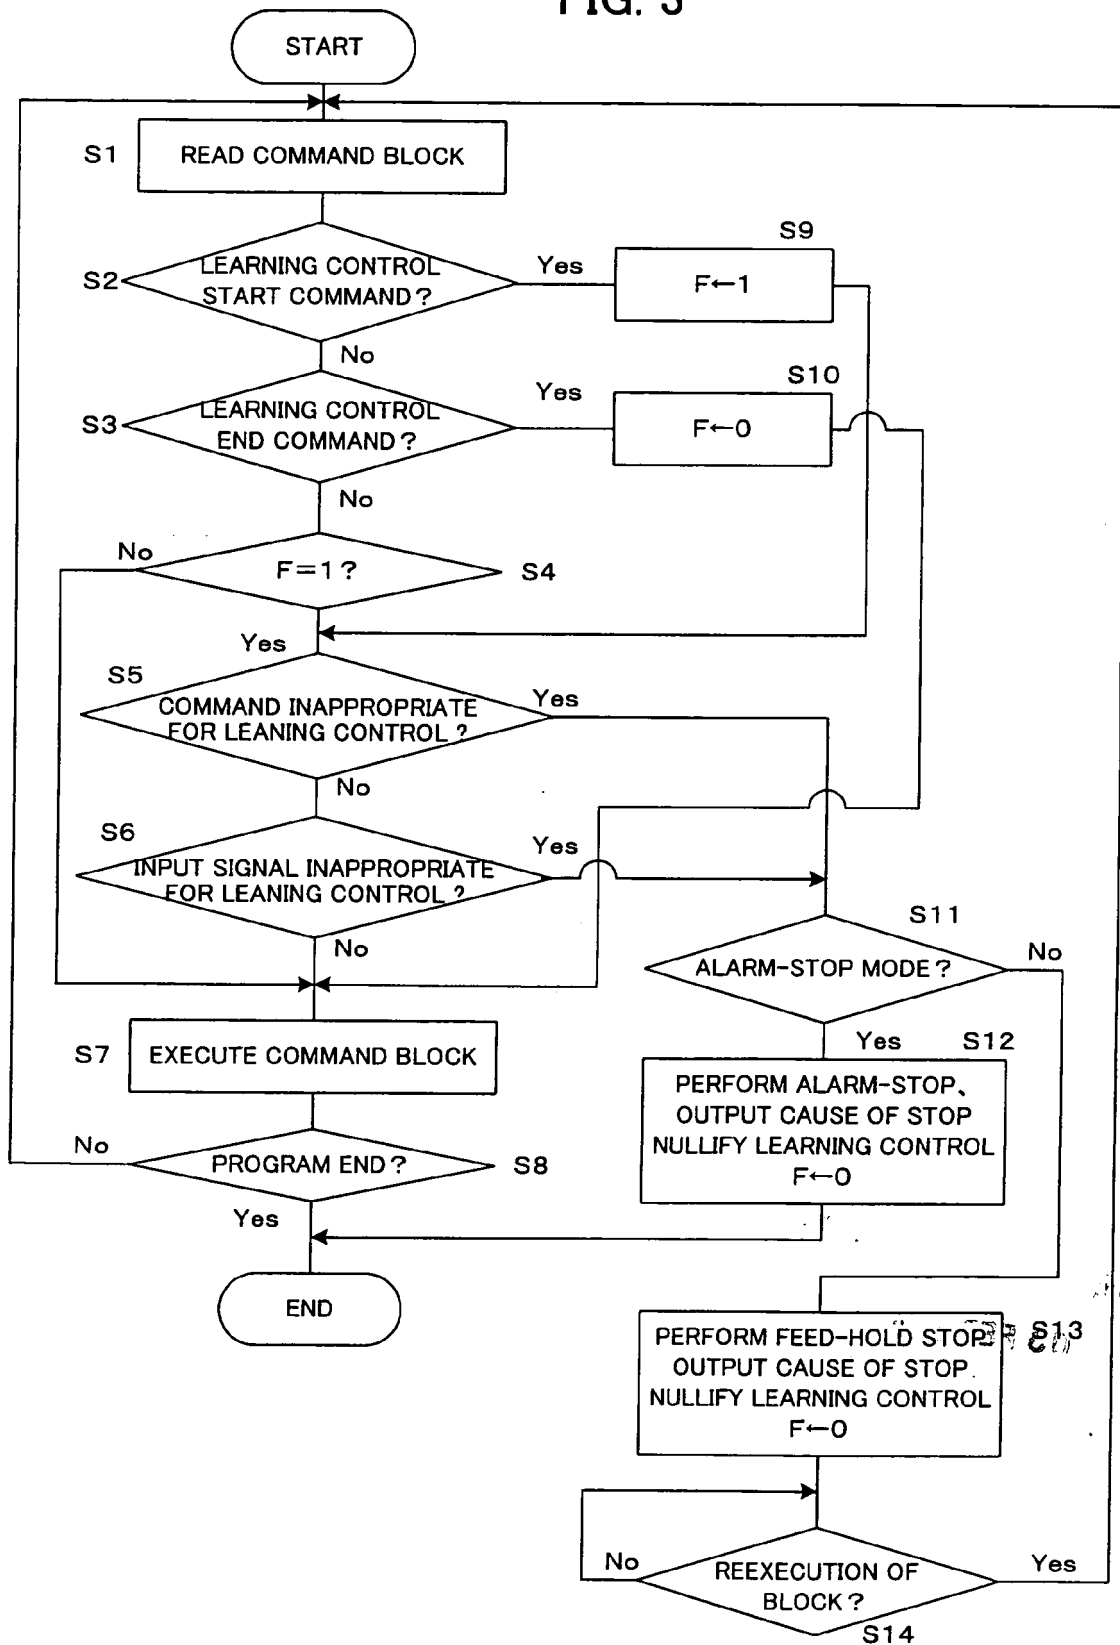 FIG. 3
START
S1
READ COMMAND BLOCK
S2
LEARNING CONTROL
START COMMAND?
Yes
S9
F←1
No
S3
LEARNING CONTROL
END COMMAND?
Yes
S10
F←0
No
No
F=1?
S4
Yes
S5
COMMAND INAPPROPRIATE
FOR LEANING CONTROL?
Yes
No
S6
INPUT SIGNAL INAPPROPRIATE
FOR LEANING CONTROL?
Yes
No
S11
ALARM-STOP MODE?
No
Yes
S12
PERFORM ALARM-STOP、
OUTPUT CAUSE OF STOP
NULLIFY LEARNING CONTROL
F←0
S7
EXECUTE COMMAND BLOCK
No
PROGRAM END?
S8
Yes
END
S13
PERFORM FEED-HOLD STOP
OUTPUT CAUSE OF STOP
NULLIFY LEARNING CONTROL
F←0
No
REEXECUTION OF
BLOCK?
Yes
S14